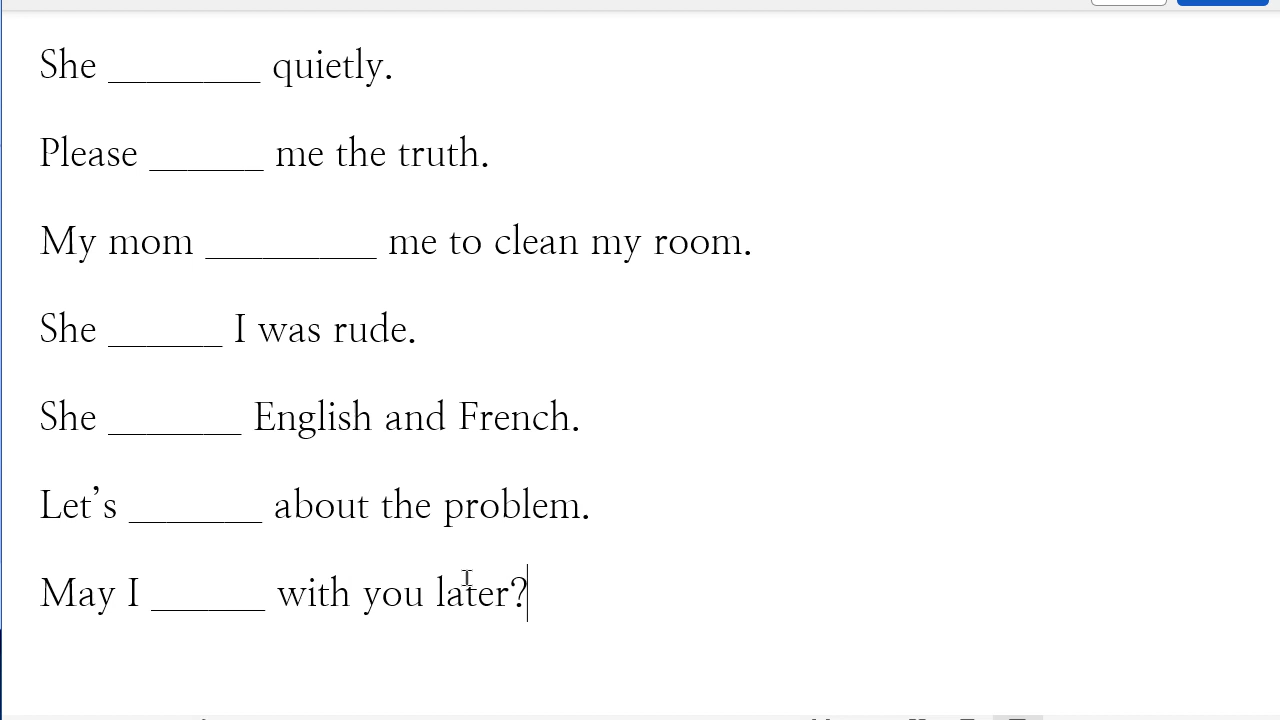 She ________ quietly.
Please ______ me the truth.
My mom _________ me to clean my room.
She ______ I was rude.
She _______ English and French.
Let’s _______ about the problem.
May I ______ with you later?